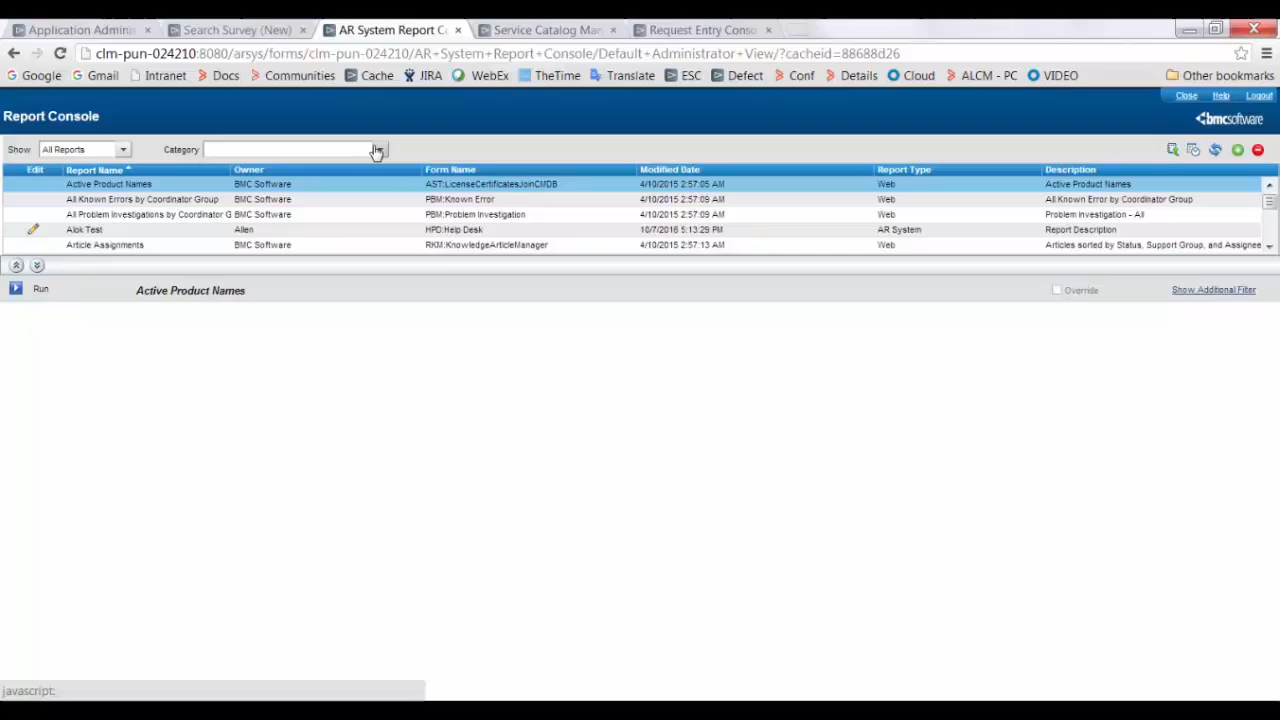 Application Adminis × Search Survey (New) × AR System Report Co × Service Catalog Man × Request Entry Conso ×
clm-pun-024210:8080/arsys/forms/clm-pun-024210/AR+System+Report+Console/Default+Administrator+View/?cacheid=88688d26
Google Gmail Intranet Docs Communities Cache JIRA WebEx TheTime Translate ESC Defect Conf Details Cloud ALCM - PC VIDEO Other bookmarks
Close Help Logout
Report Console
bmcsoftware
Show All Reports Category
Edit Report Name Owner Form Name Modified Date Report Type Description
Active Product Names BMC Software AST:LicenseCertificatesJoinCMDB 4/10/2015 2:57:05 AM Web Active Product Names
All Known Errors by Coordinator Group BMC Software PBM:Known Error 4/10/2015 2:57:09 AM Web All Known Error by Coordinator Group
All Problem Investigations by Coordinator G BMC Software PBM:Problem Investigation 4/10/2015 2:57:09 AM Web Problem Investigation - All
Alok Test Allen HPD:Help Desk 10/7/2016 5:13:29 PM AR System Report Description
Article Assignments BMC Software RKM:KnowledgeArticleManager 4/10/2015 2:57:13 AM Web Articles sorted by Status, Support Group, and Assignee
Run Active Product Names Override Show Additional Filter
javascript: